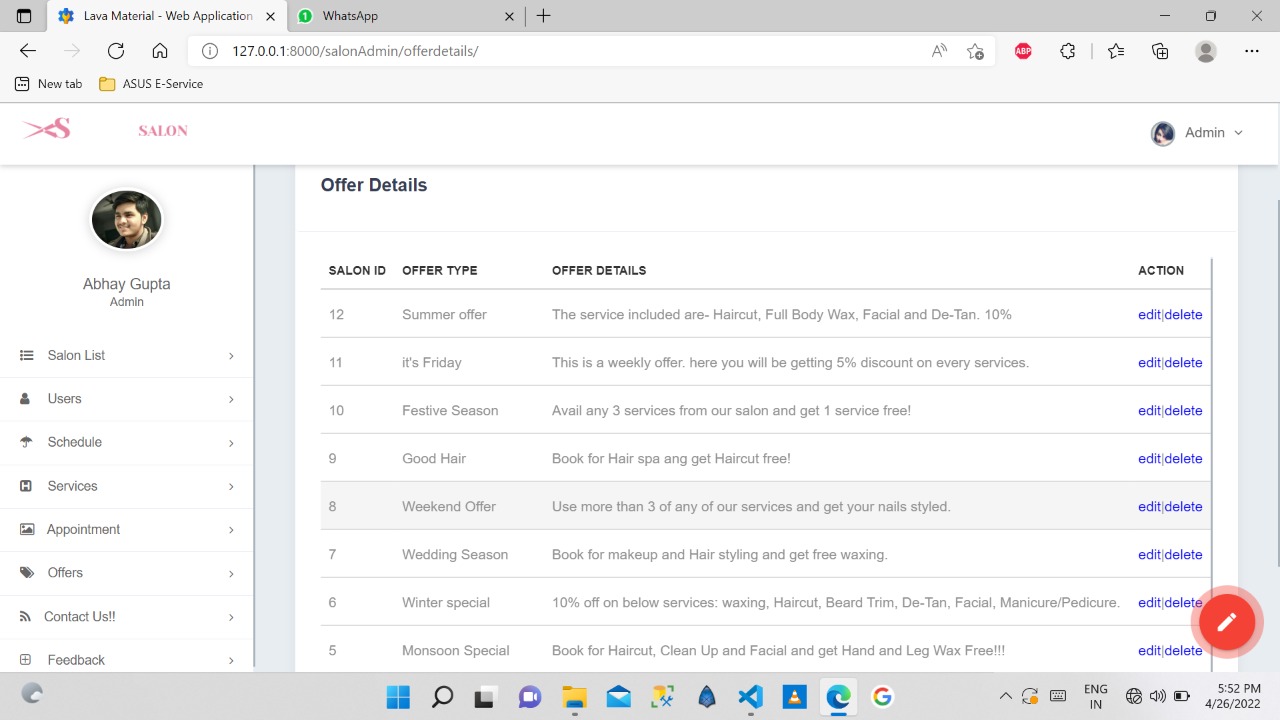 Lava Material - Web Application
WhatsApp
127.0.0.1:8000/salonAdmin/offerdetails/
ABP
New tab
ASUS E-Service
S
SALON
Admin
Abhay Gupta
Admin
Salon List
Users
Schedule
Services
Appointment
Offers
Contact Us!!
Feedback
Offer Details
SALON ID OFFER TYPE OFFER DETAILS ACTION
12 Summer offer The service included are- Haircut, Full Body Wax, Facial and De-Tan. 10% edit|delete
11 it's Friday This is a weekly offer. here you will be getting 5% discount on every services. edit|delete
10 Festive Season Avail any 3 services from our salon and get 1 service free! edit|delete
9 Good Hair Book for Hair spa ang get Haircut free! edit|delete
8 Weekend Offer Use more than 3 of any of our services and get your nails styled. edit|delete
7 Wedding Season Book for makeup and Hair styling and get free waxing. edit|delete
6 Winter special 10% off on below services: waxing, Haircut, Beard Trim, De-Tan, Facial, Manicure/Pedicure. edit|delete
5 Monsoon Special Book for Haircut, Clean Up and Facial and get Hand and Leg Wax Free!!! edit|delete
ENG
IN
5:52 PM
4/26/2022